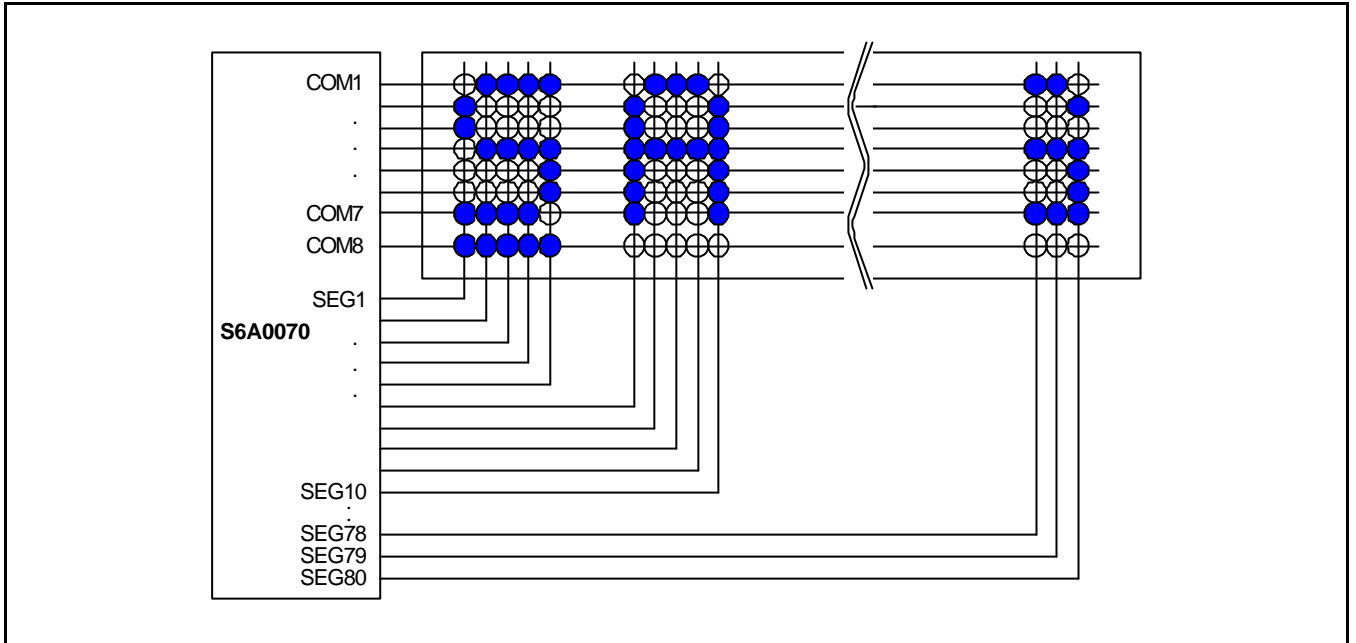 COM1
.
.
.
COM7
COM8
SEG1
S6A0070
.
.
.
SEG10
.
.
SEG78
SEG79
SEG80